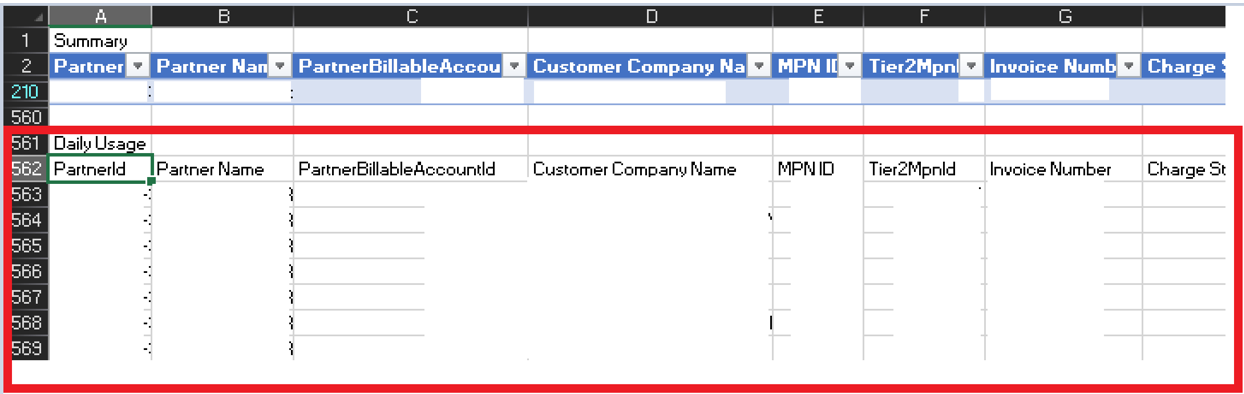 A B C D E F G
1 Summary
2 Partner Partner Nam PartnerBillableAccou Customer Company Na MPN ID Tier2MpnI Invoice Numb Charge S
210
560
561 Daily Usage
562 PartnerId Partner Name PartnerBillableAccountId Customer Company Name MPN ID Tier2MpnId Invoice Number Charge St
563
564
565
566
567
568
569